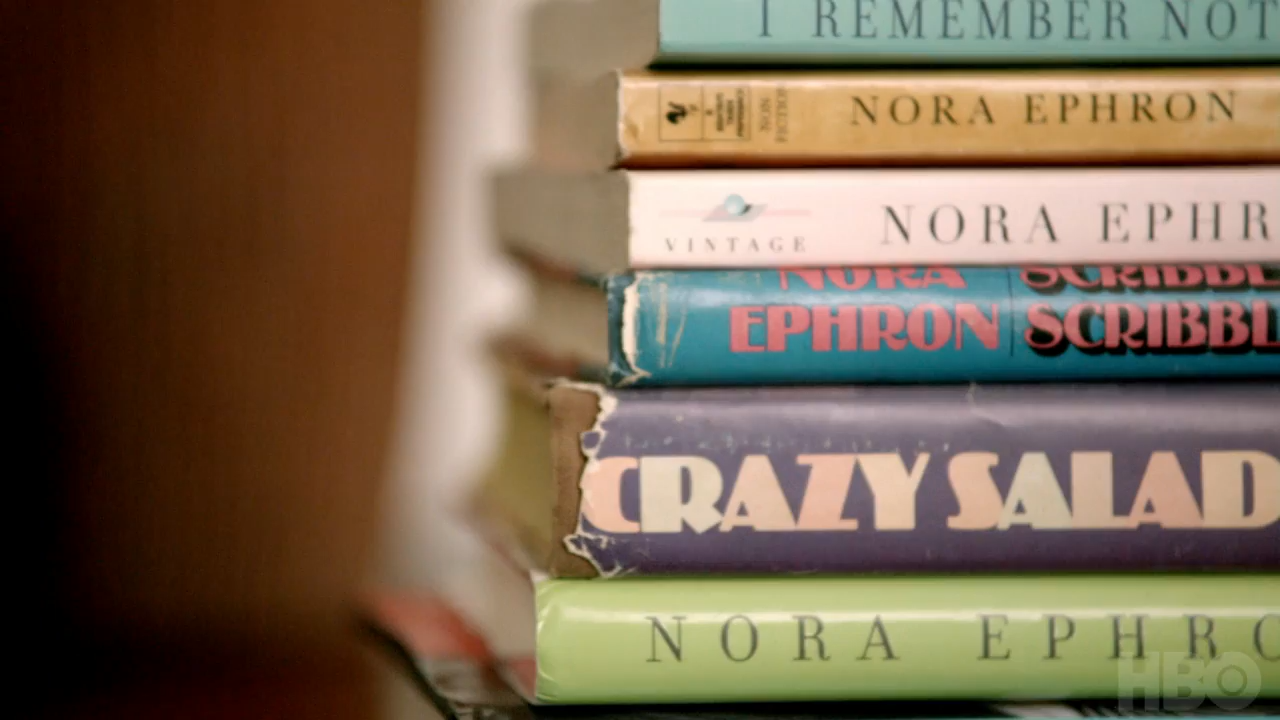 I REMEMBER NOT
NORA EPHRON
VINTAGE
NORA EPHR
NORA SCRIBBL
EPHRON SCRIBBL
CRAZY SALAD
NORA EPHRO
HBO